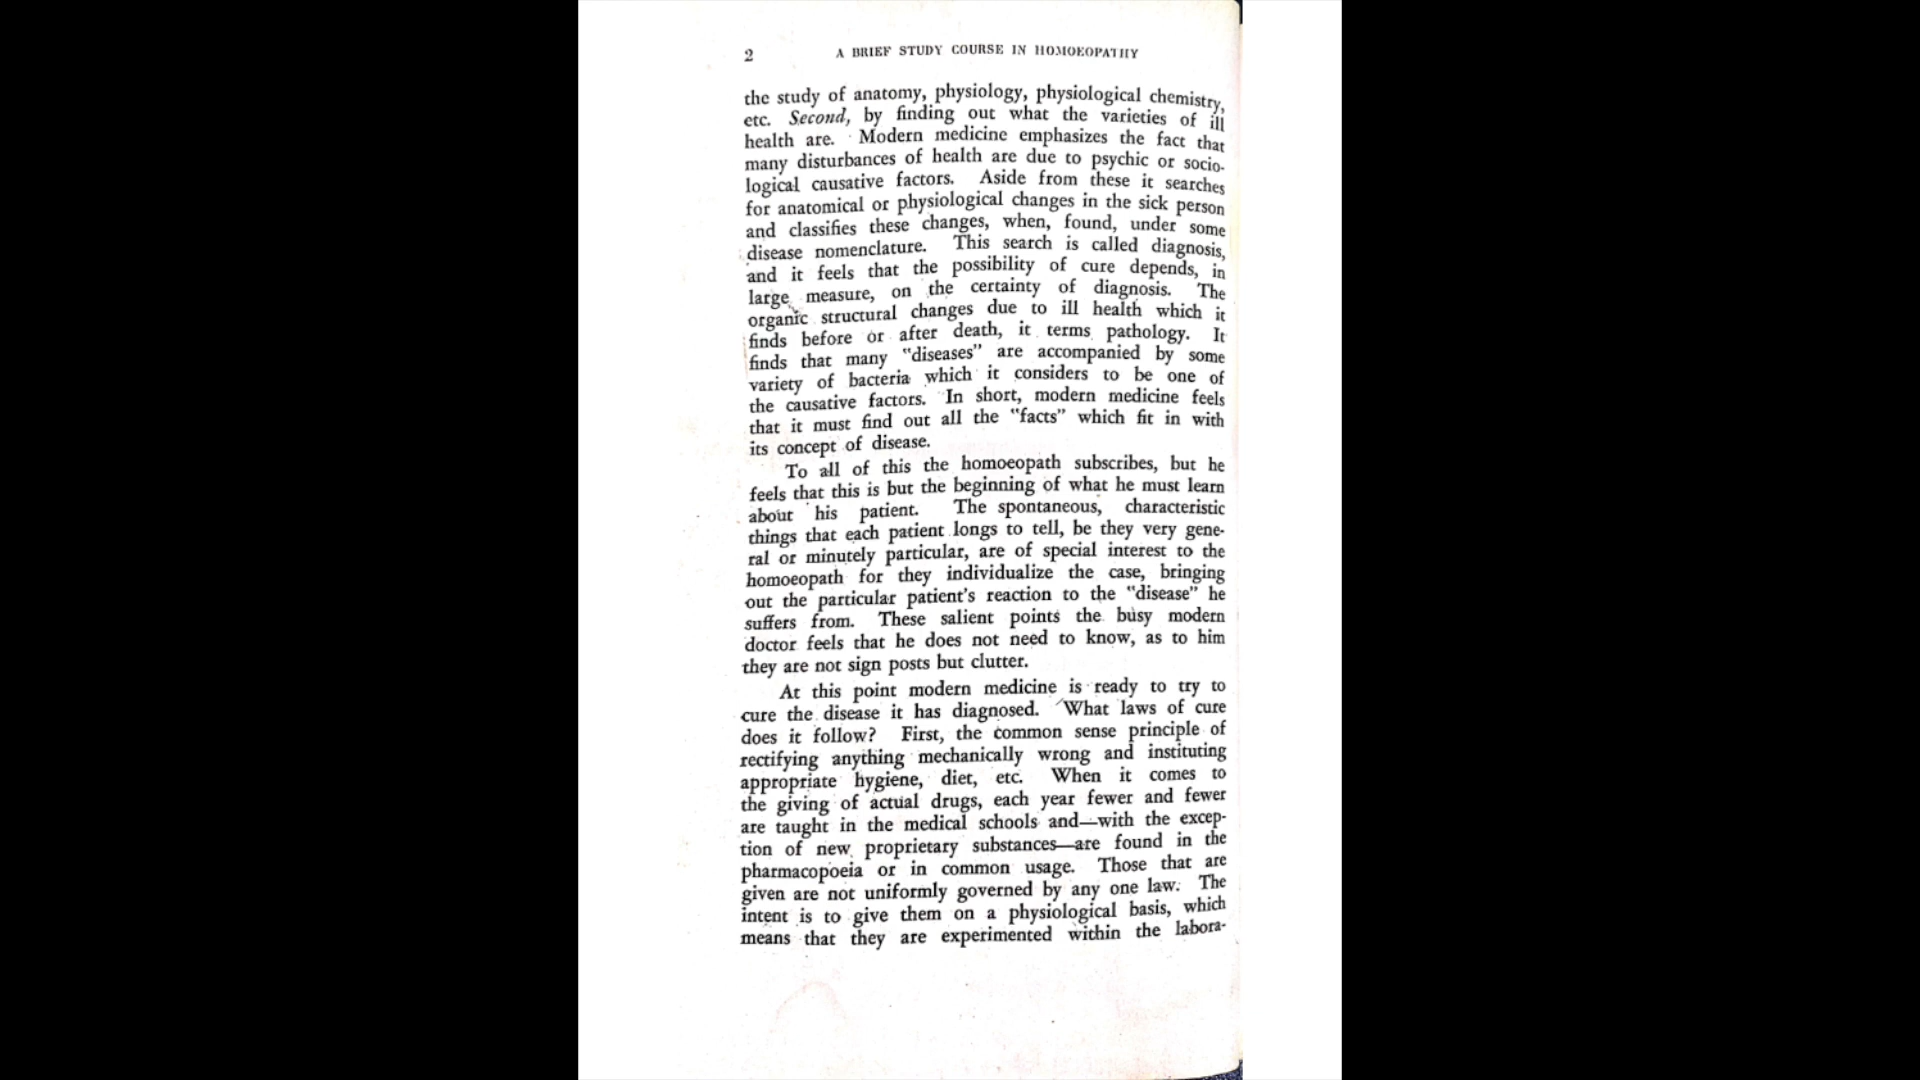 2 A BRIEF STUDY COURSE IN HOMOEOPATHY
the study of anatomy, physiology, physiological chemistry,
etc. Second, by finding out what the varieties of ill
health are. Modern medicine emphasizes the fact that
many disturbances of health are due to psychic or socio-
logical causative factors. Aside from these it searches
for anatomical or physiological changes in the sick person
and classifies these changes, when, found, under some
disease nomenclature. This search is called diagnosis,
and it feels that the possibility of cure depends, in
large measure, on the certainty of diagnosis. The
organic structural changes due to ill health which it
finds before or after death, it terms pathology. It
finds that many "diseases" are accompanied by some
variety of bacteria which it considers to be one of
the causative factors. In short, modern medicine feels
that it must find out all the "facts" which fit in with
its concept of disease.
To all of this the homoeopath subscribes, but he
feels that this is but the beginning of what he must learn
about his patient. The spontaneous, characteristic
things that each patient longs to tell, be they very gene-
ral or minutely particular, are of special interest to the
homoeopath for they individualize the case, bringing
out the particular patient's reaction to the "disease" he
suffers from. These salient points the busy modern
doctor feels that he does not need to know, as to him
they are not sign posts but clutter.
At this point modern medicine is ready to try to
cure the disease it has diagnosed. What laws of cure
does it follow? First, the common sense principle of
rectifying anything mechanically wrong and instituting
appropriate hygiene, diet, etc. When it comes to
the giving of actual drugs, each year fewer and fewer
are taught in the medical schools and—with the excep-
tion of new proprietary substances—are found in the
pharmacopoeia or in common usage. Those that are
given are not uniformly governed by any one law. The
intent is to give them on a physiological basis, which
means that they are experimented within the labora-